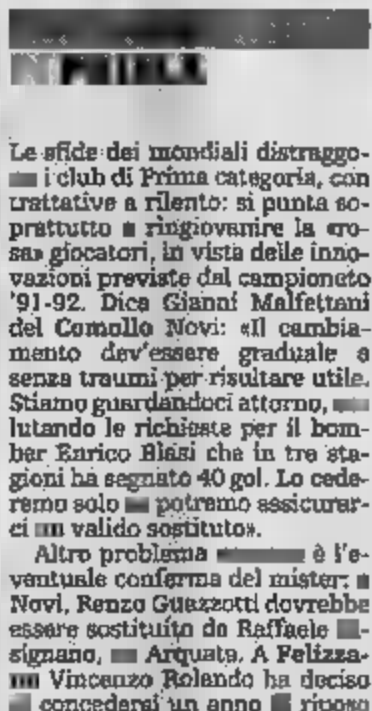 Le sfide dei mondiali distraggo-
i club di Prima categoria, con
trattative a rilento: si punta so-
prattutto a ringiovanire la «ro-
sa» giocatori, in vista delle inno-
vazioni previste dal campionato
'91-92. Dice Gianni Malfettani
del Comollo Novi: «Il cambia-
mento dev'essere graduale e
senza traumi per risultare utile.
Stiamo guardandoci attorno,
lutando le richieste per il bom-
ber Enrico Blasi che in tre sta-
gioni ha segnato 40 gol. Lo cede-
remo solo potremo assicurar-
ci un valido sostituto».
Altro problema è l'e-
ventuale conferma del mister: a
Novi, Renzo Guazzotti dovrebbe
essere sostituito da Raffaele
signano, Arquata. A Felizza-
Vincenzo Rolando ha deciso
concedersi un anno riposo